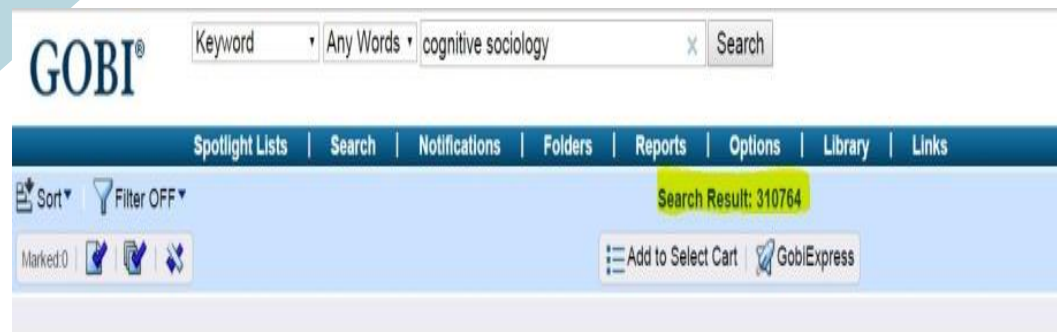 GOBI®
Keyword Any Words cognitive sociology x Search
Spotlight Lists | Search | Notifications | Folders | Reports | Options | Library | Links
Sort Filter OFF Search Result: 310764
Marked:0 Add to Select Cart GobiExpress